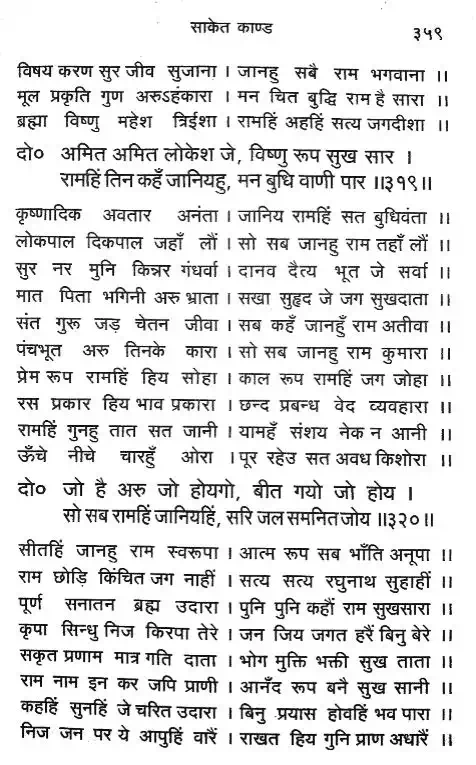 साकेत काण्ड ३५९
विषय करण सुर जीव सुजाना । जानहु सबै राम भगवाना ।।
मूल प्रकृति गुण अरुऽहंकारा । मन चित बुद्धि राम है सारा ।।
ब्रह्मा विष्णु महेश त्रिईशा । रामहिं अहहिं सत्य जगदीशा ।।
दो० अमित अमित लोकेश जे, विष्णु रूप सुख सार ।
रामहिं तिन कहँ जानियहु, मन बुधि वाणी पार ।।३१९।।
कृष्णादिक अवतार अनंता । जानिय रामहिं सत बुधिवंता ।।
लोकपाल दिकपाल जहाँ लौं । सो सब जानहु राम तहाँ लौं ।।
सुर नर मुनि किन्नर गंधर्वा । दानव दैत्य भूत जे सर्वा ।।
मात पिता भगिनी अरु भ्राता । सखा सुहृद जे जग सुखदाता ।।
संत गुरू जड़ चेतन जीवा । सब कहँ जानहुँ राम अतीवा ।।
पंचभूत अरु तिनके कारा । सो सब जानहु राम कुमारा ।।
प्रेम रूप रामहिं हिय सोहा । काल रूप रामहिं जग जोहा ।।
रस प्रकार हिय भाव प्रकारा । छन्द प्रबन्ध वेद व्यवहारा ।।
रामहिं गुनहु तात सत जानी । यामहँ संशय नेक न आनी ।।
ऊँचे नीचे चारहुँ ओरा । पूर रहेउ सत अवध किशोरा ।।
दो० जो है अरु जो होयगो, बीत गयो जो होय ।
सो सब रामहिं जानियहिं, सरि जल समनित जोय ।।३२०।।
सीतहिं जानहु राम स्वरूपा । आत्म रूप सब भाँति अनूपा ।।
राम छोड़ि किंचित जग नाहीं । सत्य सत्य रघुनाथ सुहाहीं ।।
पूर्ण सनातन ब्रह्म उदारा । पुनि पुनि कहौं राम सुखसारा ।।
कृपा सिन्धु निज किरपा तेरे । जन जिय जगत हरैं बिनु बेरे ।।
सकृत प्रणाम मात्र गति दाता । भोग मुक्ति भक्ती सुख ताता ।।
राम नाम इन कर जपि प्राणी । आनँद रूप बनै सुख सानी ।।
कहहिं सुनहिं जे चरित उदारा । बिनु प्रयास होवहिं भव पारा ।।
निज जन पर ये आपुहिं वारैं । राखत हिय गुनि प्राण अधारैं ।।